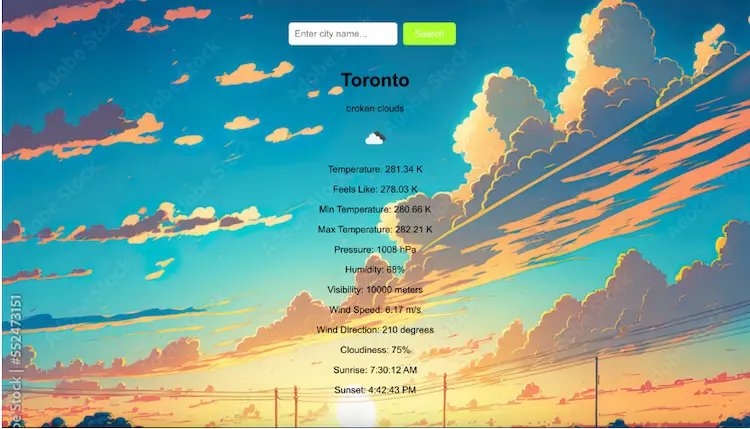 Enter city name...
Search
Toronto
broken clouds
Temperature: 281.34 K
Feels Like: 278.03 K
Min Temperature: 280.66 K
Max Temperature: 282.21 K
Pressure: 1008 hPa
Humidity: 68%
Visibility: 10000 meters
Wind Speed: 6.17 m/s
Wind Direction: 210 degrees
Cloudiness: 75%
Sunrise: 7:30:12 AM
Sunset: 4:42:43 PM
Adobe Stock | #552473151